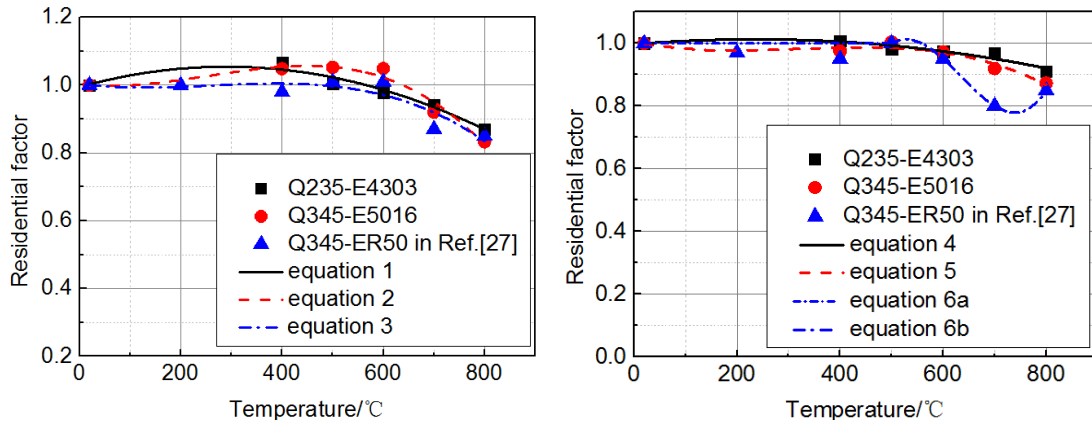 1.2
1.0
0.8
0.6
0.4
0.2
Residential factor
Q235-E4303
Q345-E5016
Q345-ER50 in Ref.[27]
equation 1
equation 2
equation 3
0 200 400 600 800
Temperature/℃
1.0
0.8
0.6
0.4
0.2
0.0
Residential factor
Q235-E4303
Q345-E5016
Q345-ER50 in Ref.[27]
equation 4
equation 5
equation 6a
equation 6b
0 200 400 600 800
Temperature/℃